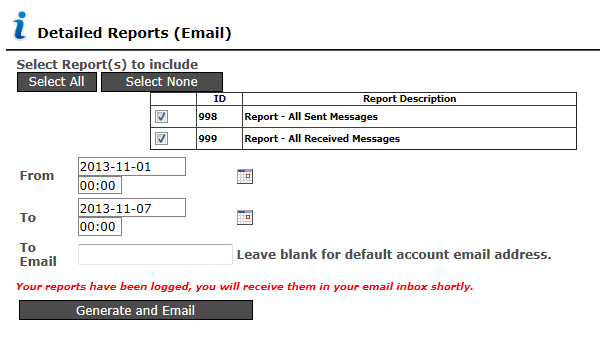 Detailed Reports (Email)
Select Report(s) to include
Select All Select None
ID Report Description
998 Report - All Sent Messages
999 Report - All Received Messages
From 2013-11-01
00:00
To 2013-11-07
00:00
To Email Leave blank for default account email address.
Your reports have been logged, you will receive them in your email inbox shortly.
Generate and Email